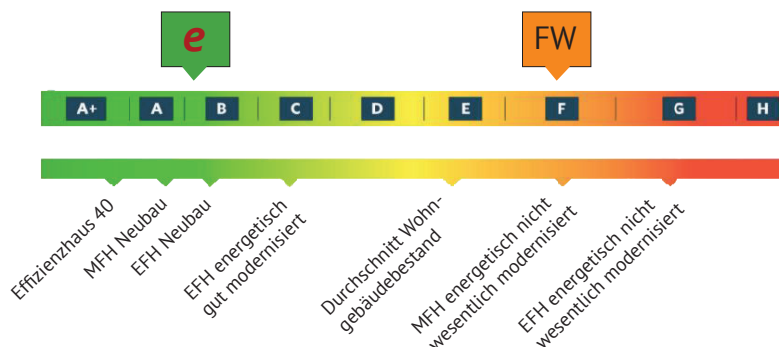 e
FW
A+ A B C D E F G H
Effizienzhaus 40
MFH Neubau
EFH Neubau
EFH energetisch
gut modernisiert
Durchschnitt Wohn-
gebäudebestand
MFH energetisch nicht
wesentlich modernisiert
EFH energetisch nicht
wesentlich modernisiert